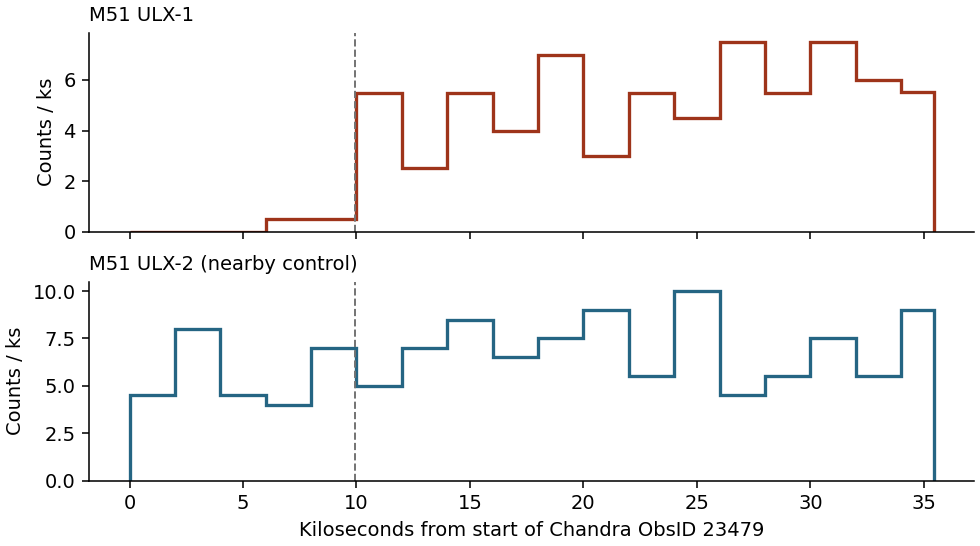 M51 ULX-1
Counts / ks
6
4
2
0
M51 ULX-2 (nearby control)
Counts / ks
10.0
7.5
5.0
2.5
0.0
0 5 10 15 20 25 30 35
Kiloseconds from start of Chandra ObsID 23479